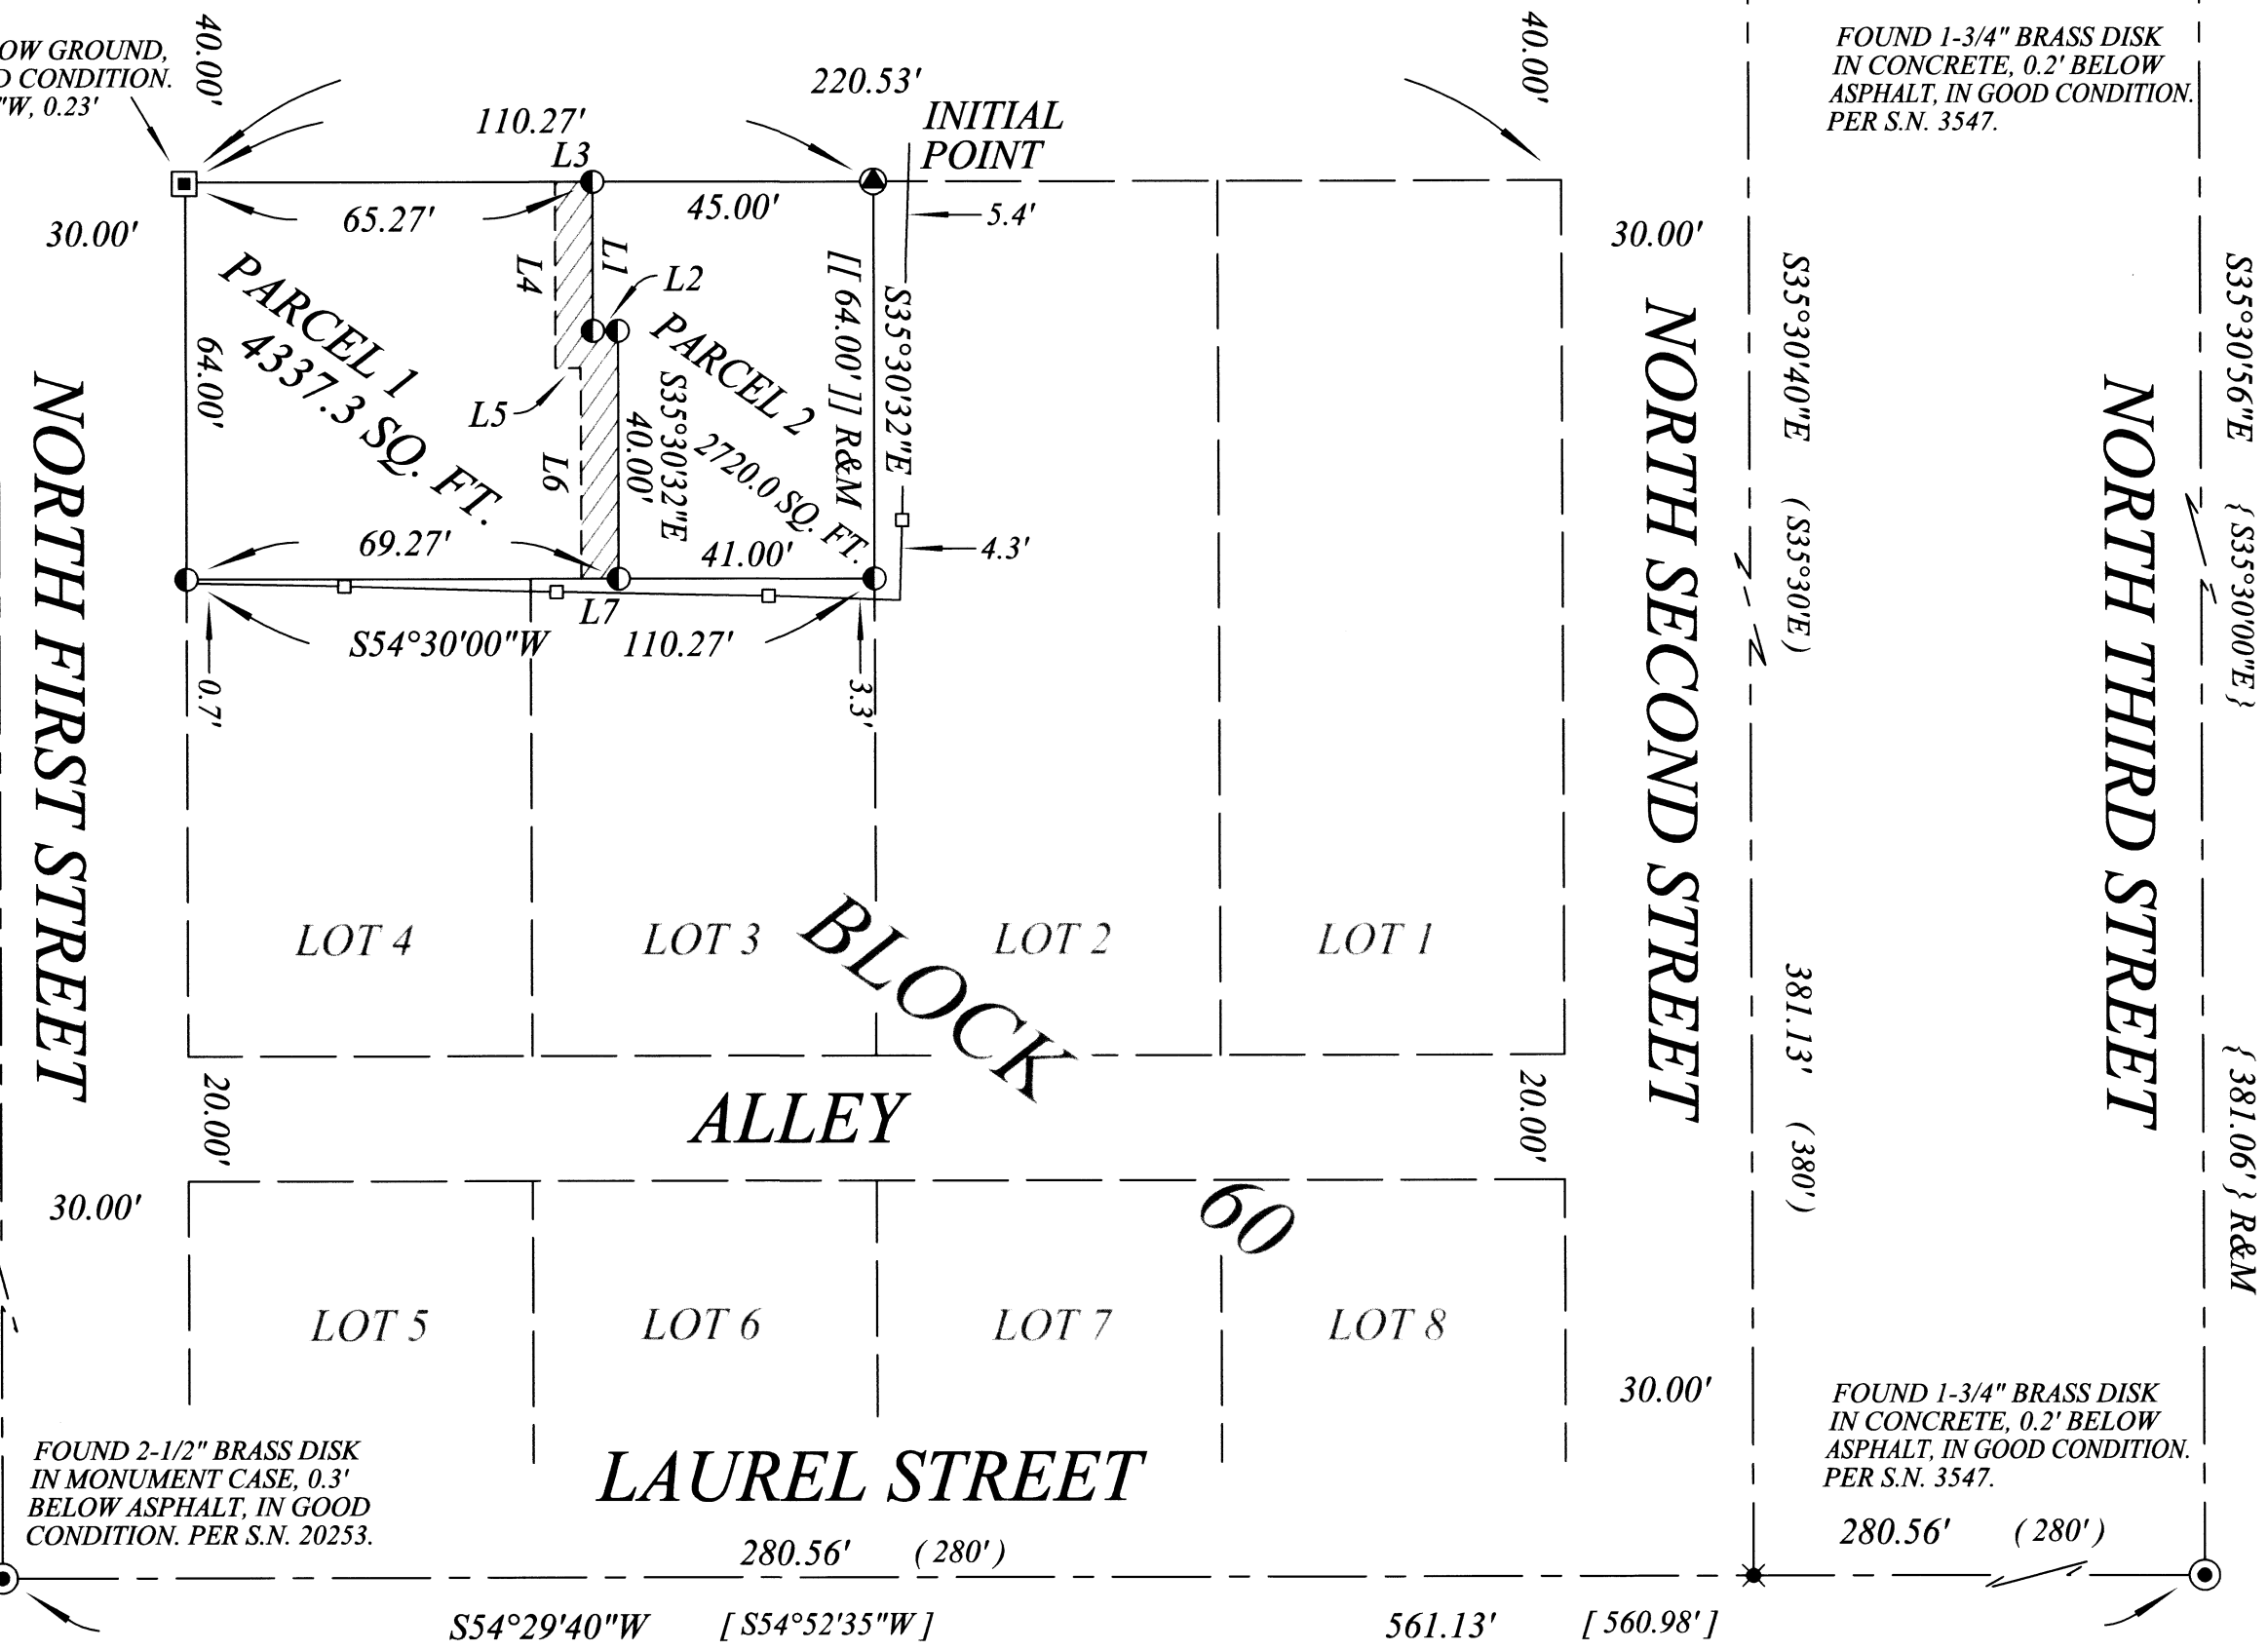 OW GROUND,
D CONDITION.
"W, 0.23'
40.00'
110.27'
220.53'
INITIAL
POINT
40.00'
FOUND 1-3/4" BRASS DISK
IN CONCRETE, 0.2' BELOW
ASPHALT, IN GOOD CONDITION.
PER S.N. 3547.
L3
65.27'
45.00'
5.4'
30.00'
30.00'
L4
L1
L2
PARCEL 1
4337.3 SQ. FT.
64.00'
PARCEL 2
2720.0 SQ. FT.
[[ 64.00' ]] R&M
S35°30'32"E
L5
L6
S35°30'32"E
40.00'
69.27'
41.00'
4.3'
L7
S54°30'00"W
110.27'
0.7'
3.3'
NORTH FIRST STREET
NORTH SECOND STREET
S35°30'40"E
(S35°30'E)
381.13'
(380')
NORTH THIRD STREET
S35°30'56"E
{S35°30'00"E}
{381.06'} R&M
LOT 4
LOT 3
LOT 2
LOT 1
BLOCK
60
20.00'
ALLEY
20.00'
30.00'
LOT 5
LOT 6
LOT 7
LOT 8
30.00'
FOUND 2-1/2" BRASS DISK
IN MONUMENT CASE, 0.3'
BELOW ASPHALT, IN GOOD
CONDITION. PER S.N. 20253.
LAUREL STREET
FOUND 1-3/4" BRASS DISK
IN CONCRETE, 0.2' BELOW
ASPHALT, IN GOOD CONDITION.
PER S.N. 3547.
280.56' (280')
280.56' (280')
S54°29'40"W [S54°52'35"W] 561.13' [560.98']